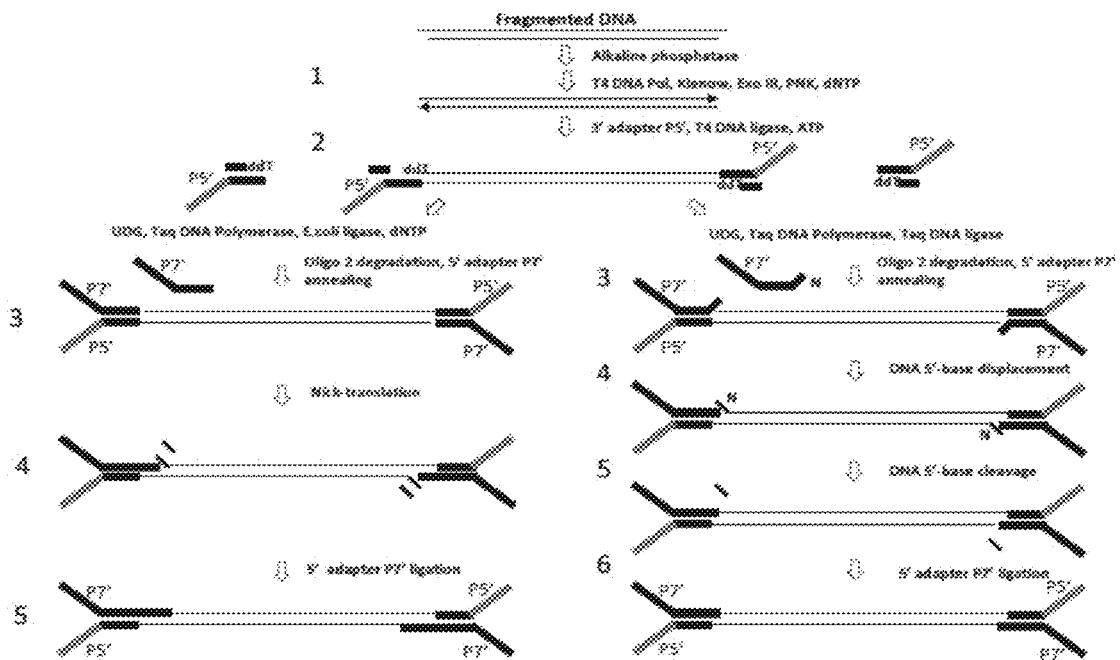 Fragmented DNA
Alkaline phosphatase
1
T4 DNA Pol, Klenow, Exo III, PNK, dNTP
3' adapter P5', T4 DNA ligase, ATP
2
P5' ddT
P5' ddT
P5' ddT
P5' ddT
UDG, Taq DNA Polymerase, E.coli ligase, dNTP
P7'
Oligo 2 degradation, 5' adapter P7'
annealing
3
P7' P5'
P5' P7'
Nick-translation
4
5' adapter P7' ligation
5
P7' P5'
P5' P7'
UDG, Taq DNA Polymerase, Taq DNA ligase
P7' N
Oligo 2 degradation, 5' adapter P7'
annealing
3
P7' P5'
P5' P7'
4
DNA 5'-base displacement
N
N
5
DNA 5'-base cleavage
6
5' adapter P7' ligation
P7' P5'
P5' P7'